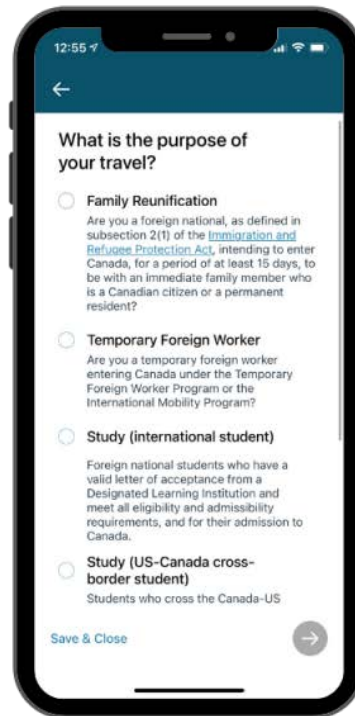 12:55
What is the purpose of
your travel?
Family Reunification
Are you a foreign national, as defined in
subsection 2(1) of the Immigration and
Refugee Protection Act, intending to enter
Canada, for a period of at least 15 days, to
be with an immediate family member who
is a Canadian citizen or a permanent
resident?
Temporary Foreign Worker
Are you a temporary foreign worker
entering Canada under the Temporary
Foreign Worker Program or the
International Mobility Program?
Study (international student)
Foreign national students who have a
valid letter of acceptance from a
Designated Learning Institution and
meet all eligibility and admissibility
requirements, and for their admission to
Canada.
Study (US-Canada cross-
border student)
Students who cross the Canada-US
Save & Close